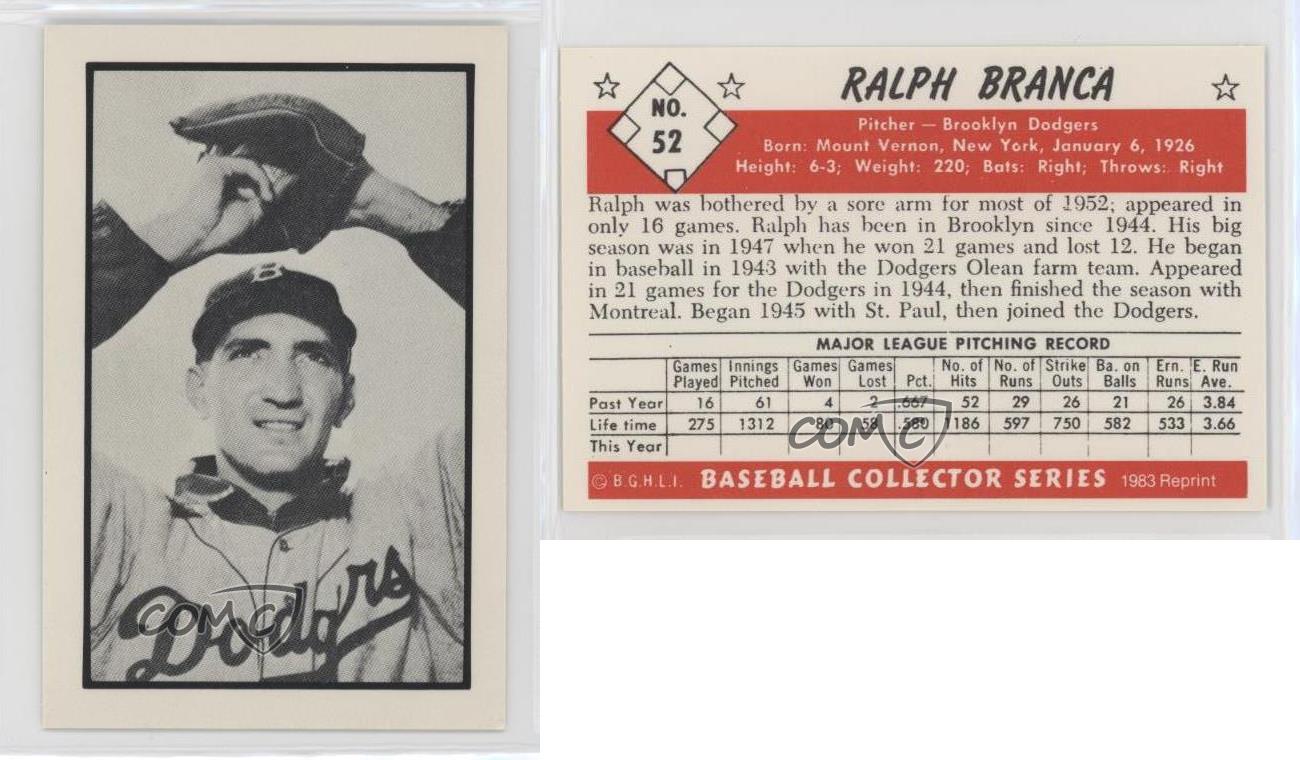 B
Dodgers
COMC
RALPH BRANCA
NO.
52
Pitcher — Brooklyn Dodgers
Born: Mount Vernon, New York, January 6, 1926
Height: 6-3; Weight: 220; Bats: Right; Throws: Right
Ralph was bothered by a sore arm for most of 1952; appeared in
only 16 games. Ralph has been in Brooklyn since 1944. His big
season was in 1947 when he won 21 games and lost 12. He began
in baseball in 1943 with the Dodgers Olean farm team. Appeared
in 21 games for the Dodgers in 1944, then finished the season with
Montreal. Began 1945 with St. Paul, then joined the Dodgers.
MAJOR LEAGUE PITCHING RECORD
Games Innings Games Games No. of No. of Strike Ba. on Ern. E. Run
Played Pitched Won Lost Pct. Hits Runs Outs Balls Runs Ave.
Past Year 16 61 4 2 .667 52 29 26 21 26 3.84
Life time 275 1312 80 58 .580 1186 597 750 582 533 3.66
This Year
COMC
© B.G.H.L.I. BASEBALL COLLECTOR SERIES 1983 Reprint